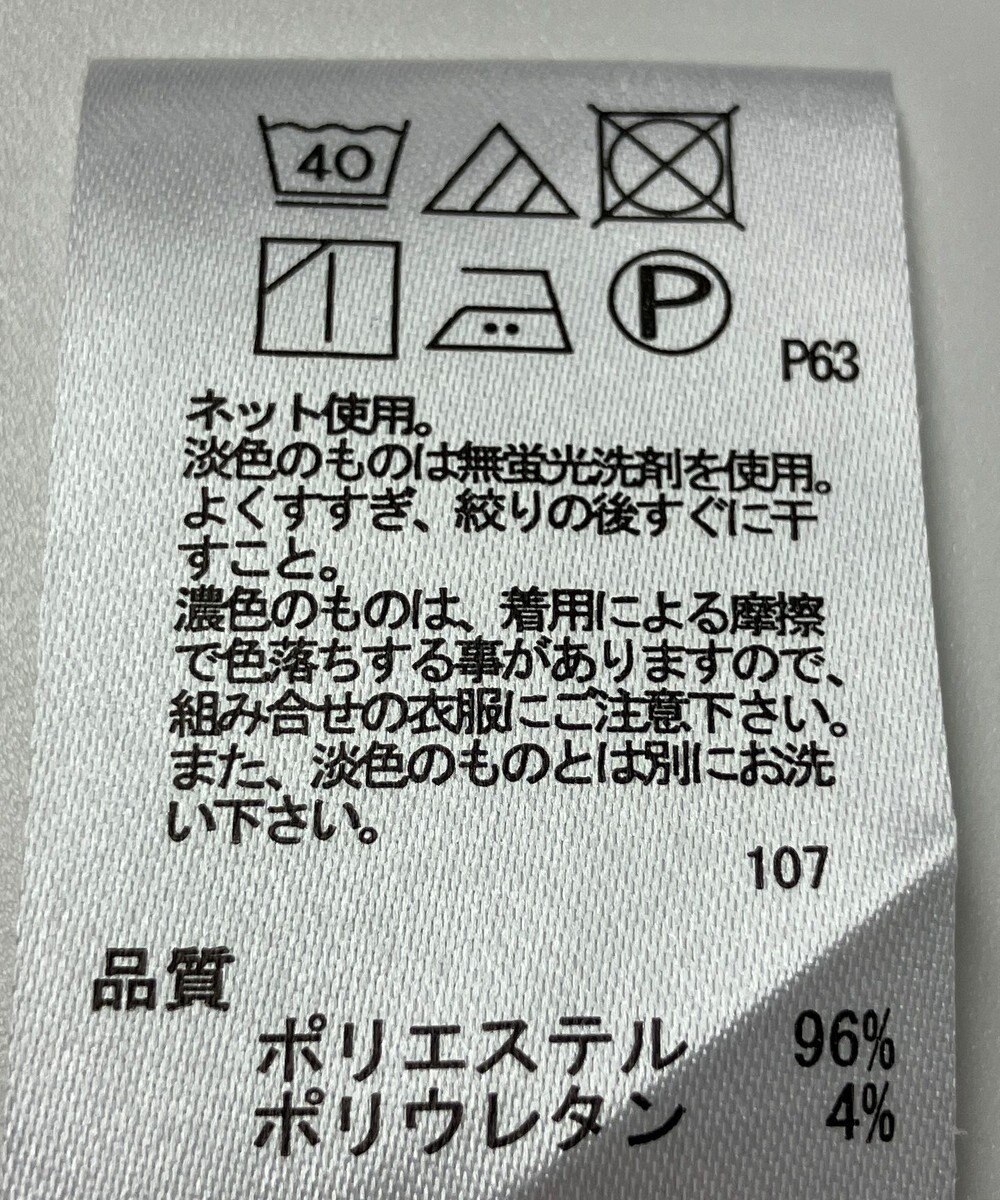 40
P
P63
ネット使用。
淡色のものは無蛍光洗剤を使用。
よくすすぎ、絞りの後すぐに干
すこと。
濃色のものは、着用による摩擦
で色落ちする事がありますので、
組み合せの衣服にご注意下さい。
また、淡色のものとは別にお洗
い下さい。
107
品質
ポリエステル 96%
ポリウレタン 4%